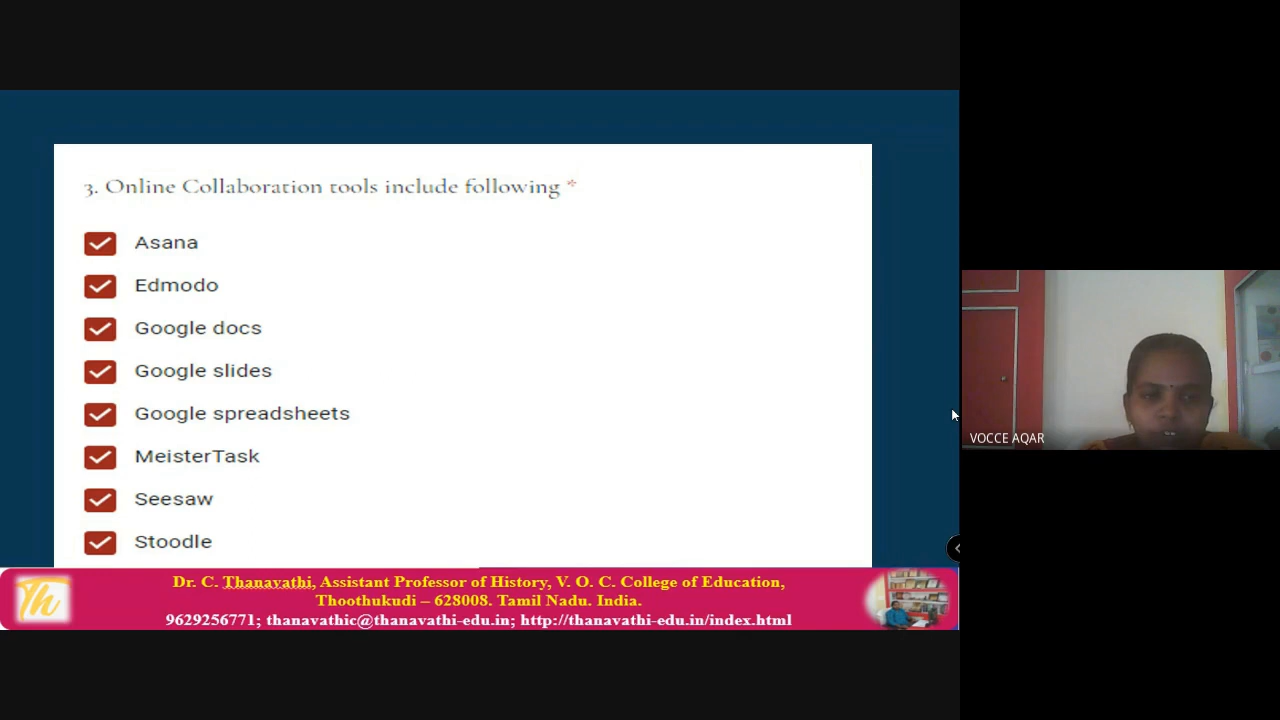 3. Online Collaboration tools include following *
Asana
Edmodo
Google docs
Google slides
Google spreadsheets
MeisterTask
Seesaw
Stoodle
Th
Dr. C. Thanavathi, Assistant Professor of History, V. O. C. College of Education,
Thoothukudi – 628008. Tamil Nadu. India.
9629256771; thanavathic@thanavathi-edu.in; http://thanavathi-edu.in/index.html
VOCCE AQAR